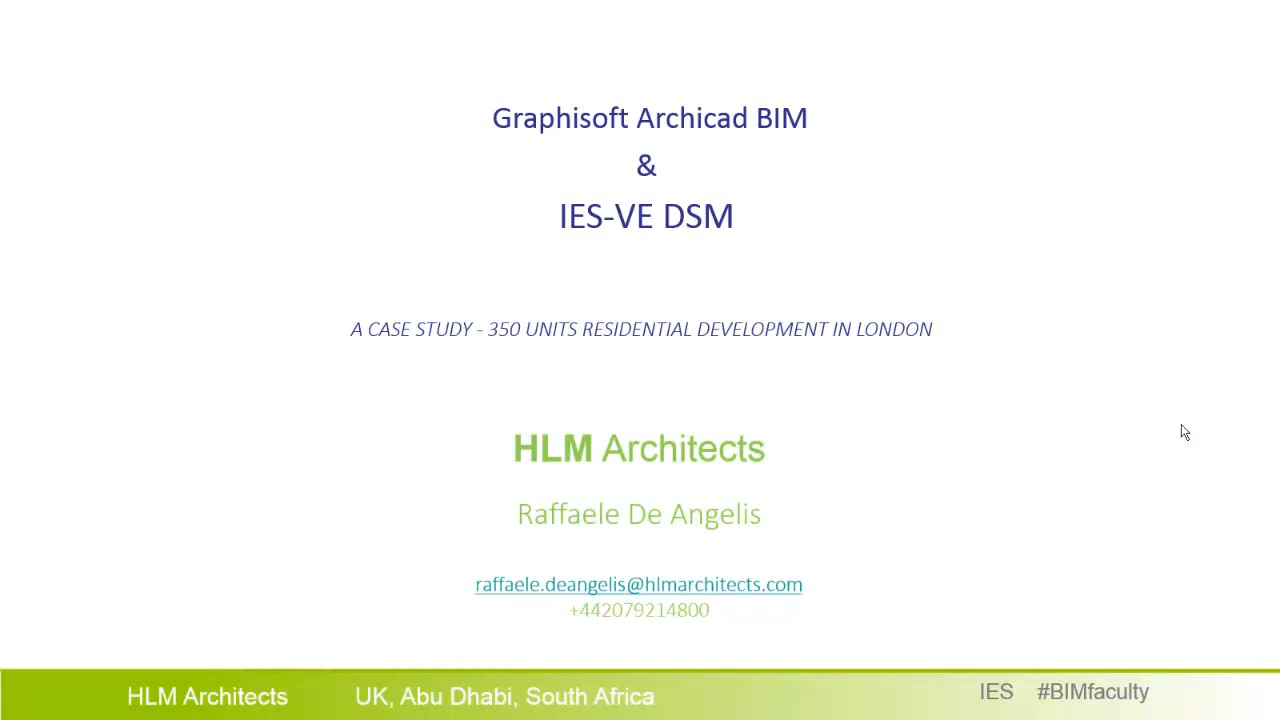 Graphisoft Archicad BIM
&
IES-VE DSM
A CASE STUDY - 350 UNITS RESIDENTIAL DEVELOPMENT IN LONDON
HLM Architects
Raffaele De Angelis
raffaele.deangelis@hlmarchitects.com
+442079214800
HLM Architects UK, Abu Dhabi, South Africa IES #BIMfaculty